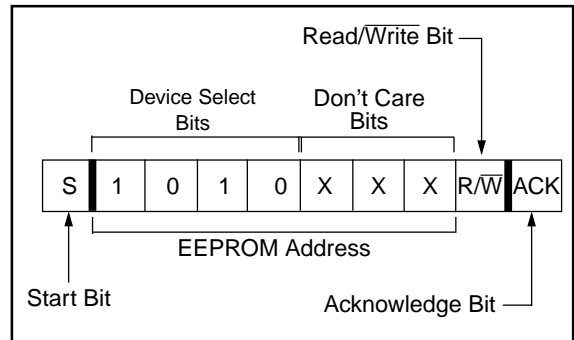 Read/W̅r̅i̅t̅e̅ Bit
Device Select
Bits
Don't Care
Bits
S 1 0 1 0 X X X R/W̅ ACK
EEPROM Address
Start Bit
Acknowledge Bit